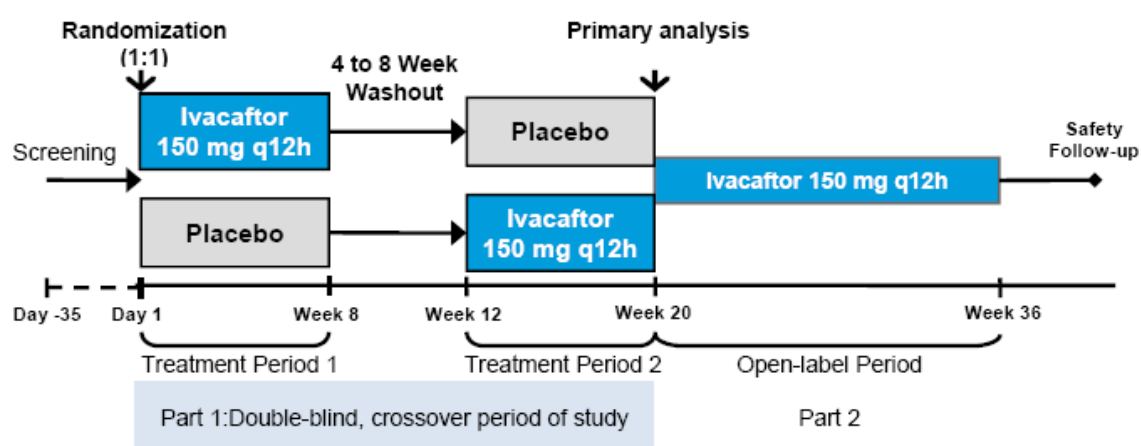 Randomization
(1:1)
Primary analysis
4 to 8 Week
Washout
Ivacaftor
150 mg q12h
Placebo
Safety
Follow-up
Screening
Ivacaftor 150 mg q12h
Placebo
Ivacaftor
150 mg q12h
Day -35
Day 1
Week 8
Week 12
Week 20
Week 36
Treatment Period 1
Treatment Period 2
Open-label Period
Part 1:Double-blind, crossover period of study
Part 2